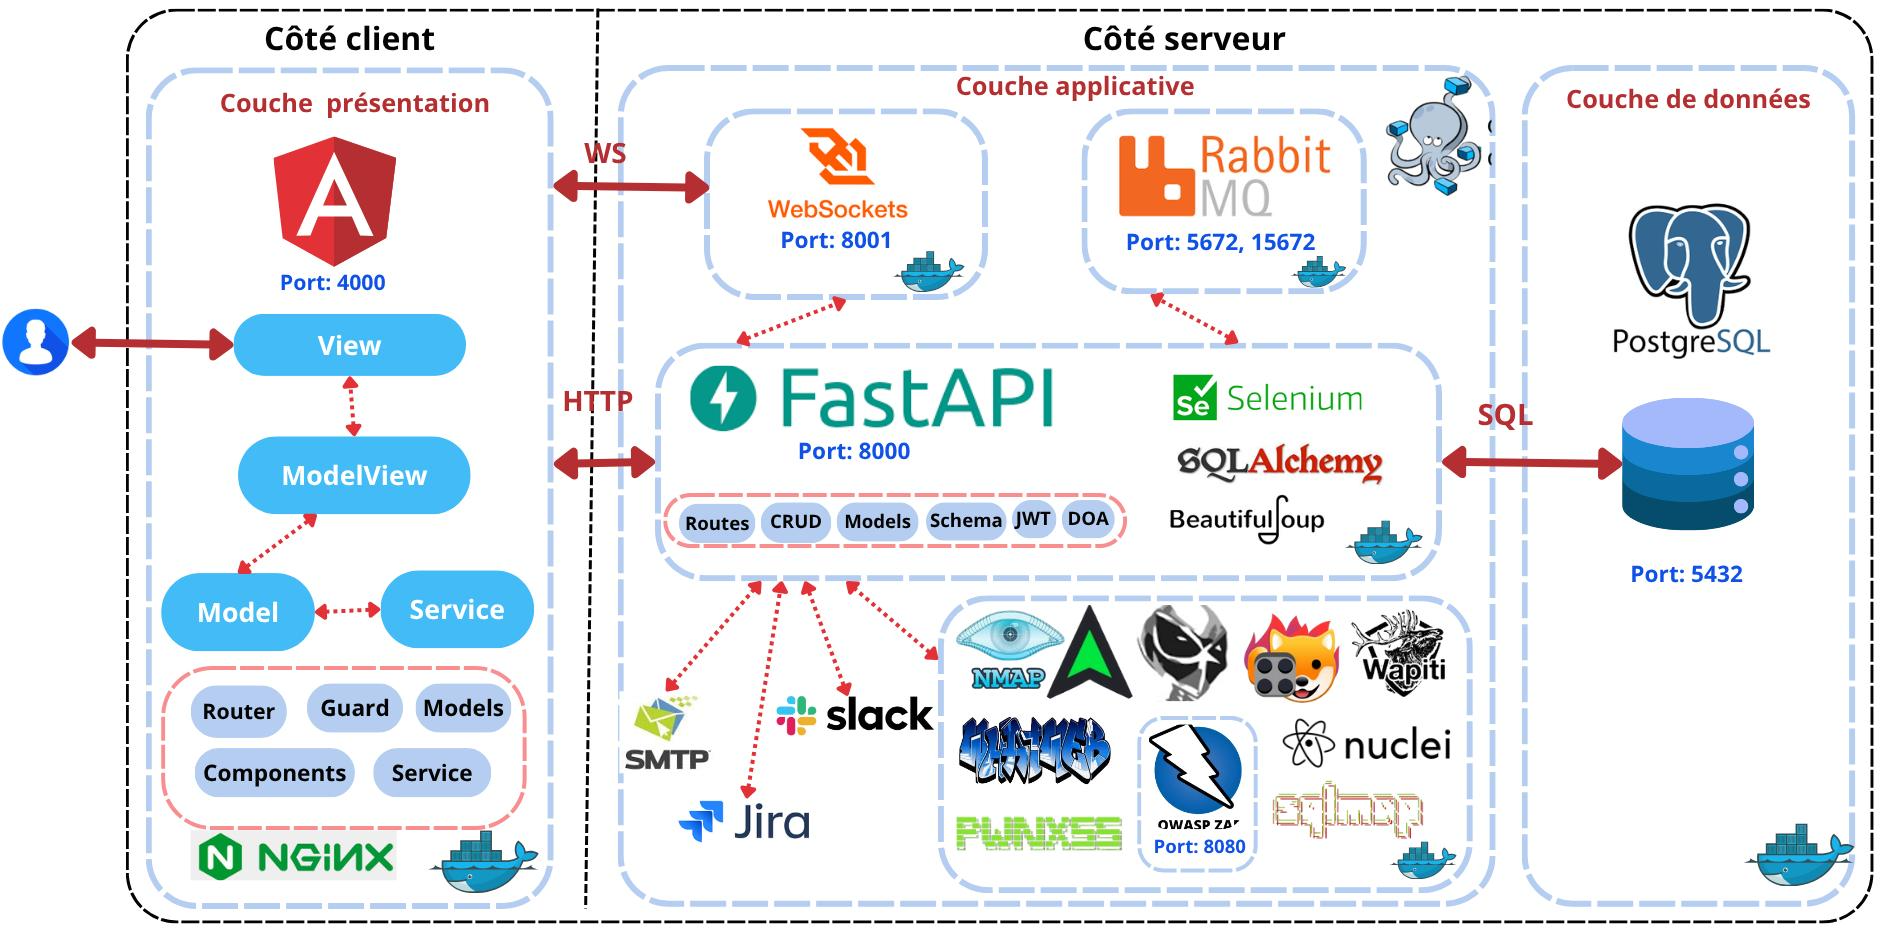 Côté client
Côté serveur
Couche présentation
Couche applicative
Couche de données
WS
WebSockets
Port: 8001
Rabbit
MQ
Port: 5672, 15672
Port: 4000
View
PostgreSQL
HTTP
FastAPI
Port: 8000
Se Selenium
SQLAlchemy
BeautifulSoup
SQL
ModelView
Routes
CRUD
Models
Schema
JWT
DOA
Port: 5432
Model
Service
Router
Guard
Models
Components
Service
NGINX
SMTP
slack
Jira
NMAP
Wapiti
nuclei
PWNXSS
OWASP ZAP
Port: 8080
sqlmap